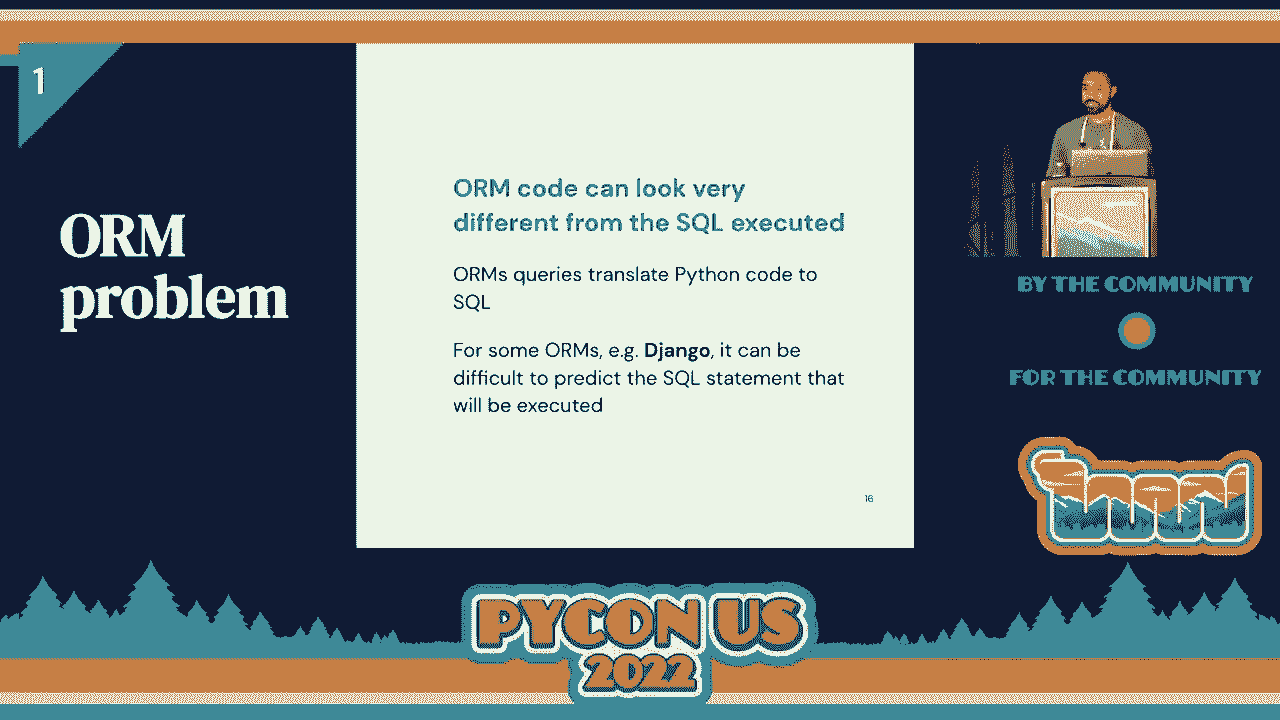 1
ORM
problem
ORM code can look very
different from the SQL executed
ORMs queries translate Python code to
SQL
For some ORMs, e.g. Django, it can be
difficult to predict the SQL statement that
will be executed
16
BY THE COMMUNITY
FOR THE COMMUNITY
PYCON US
2022